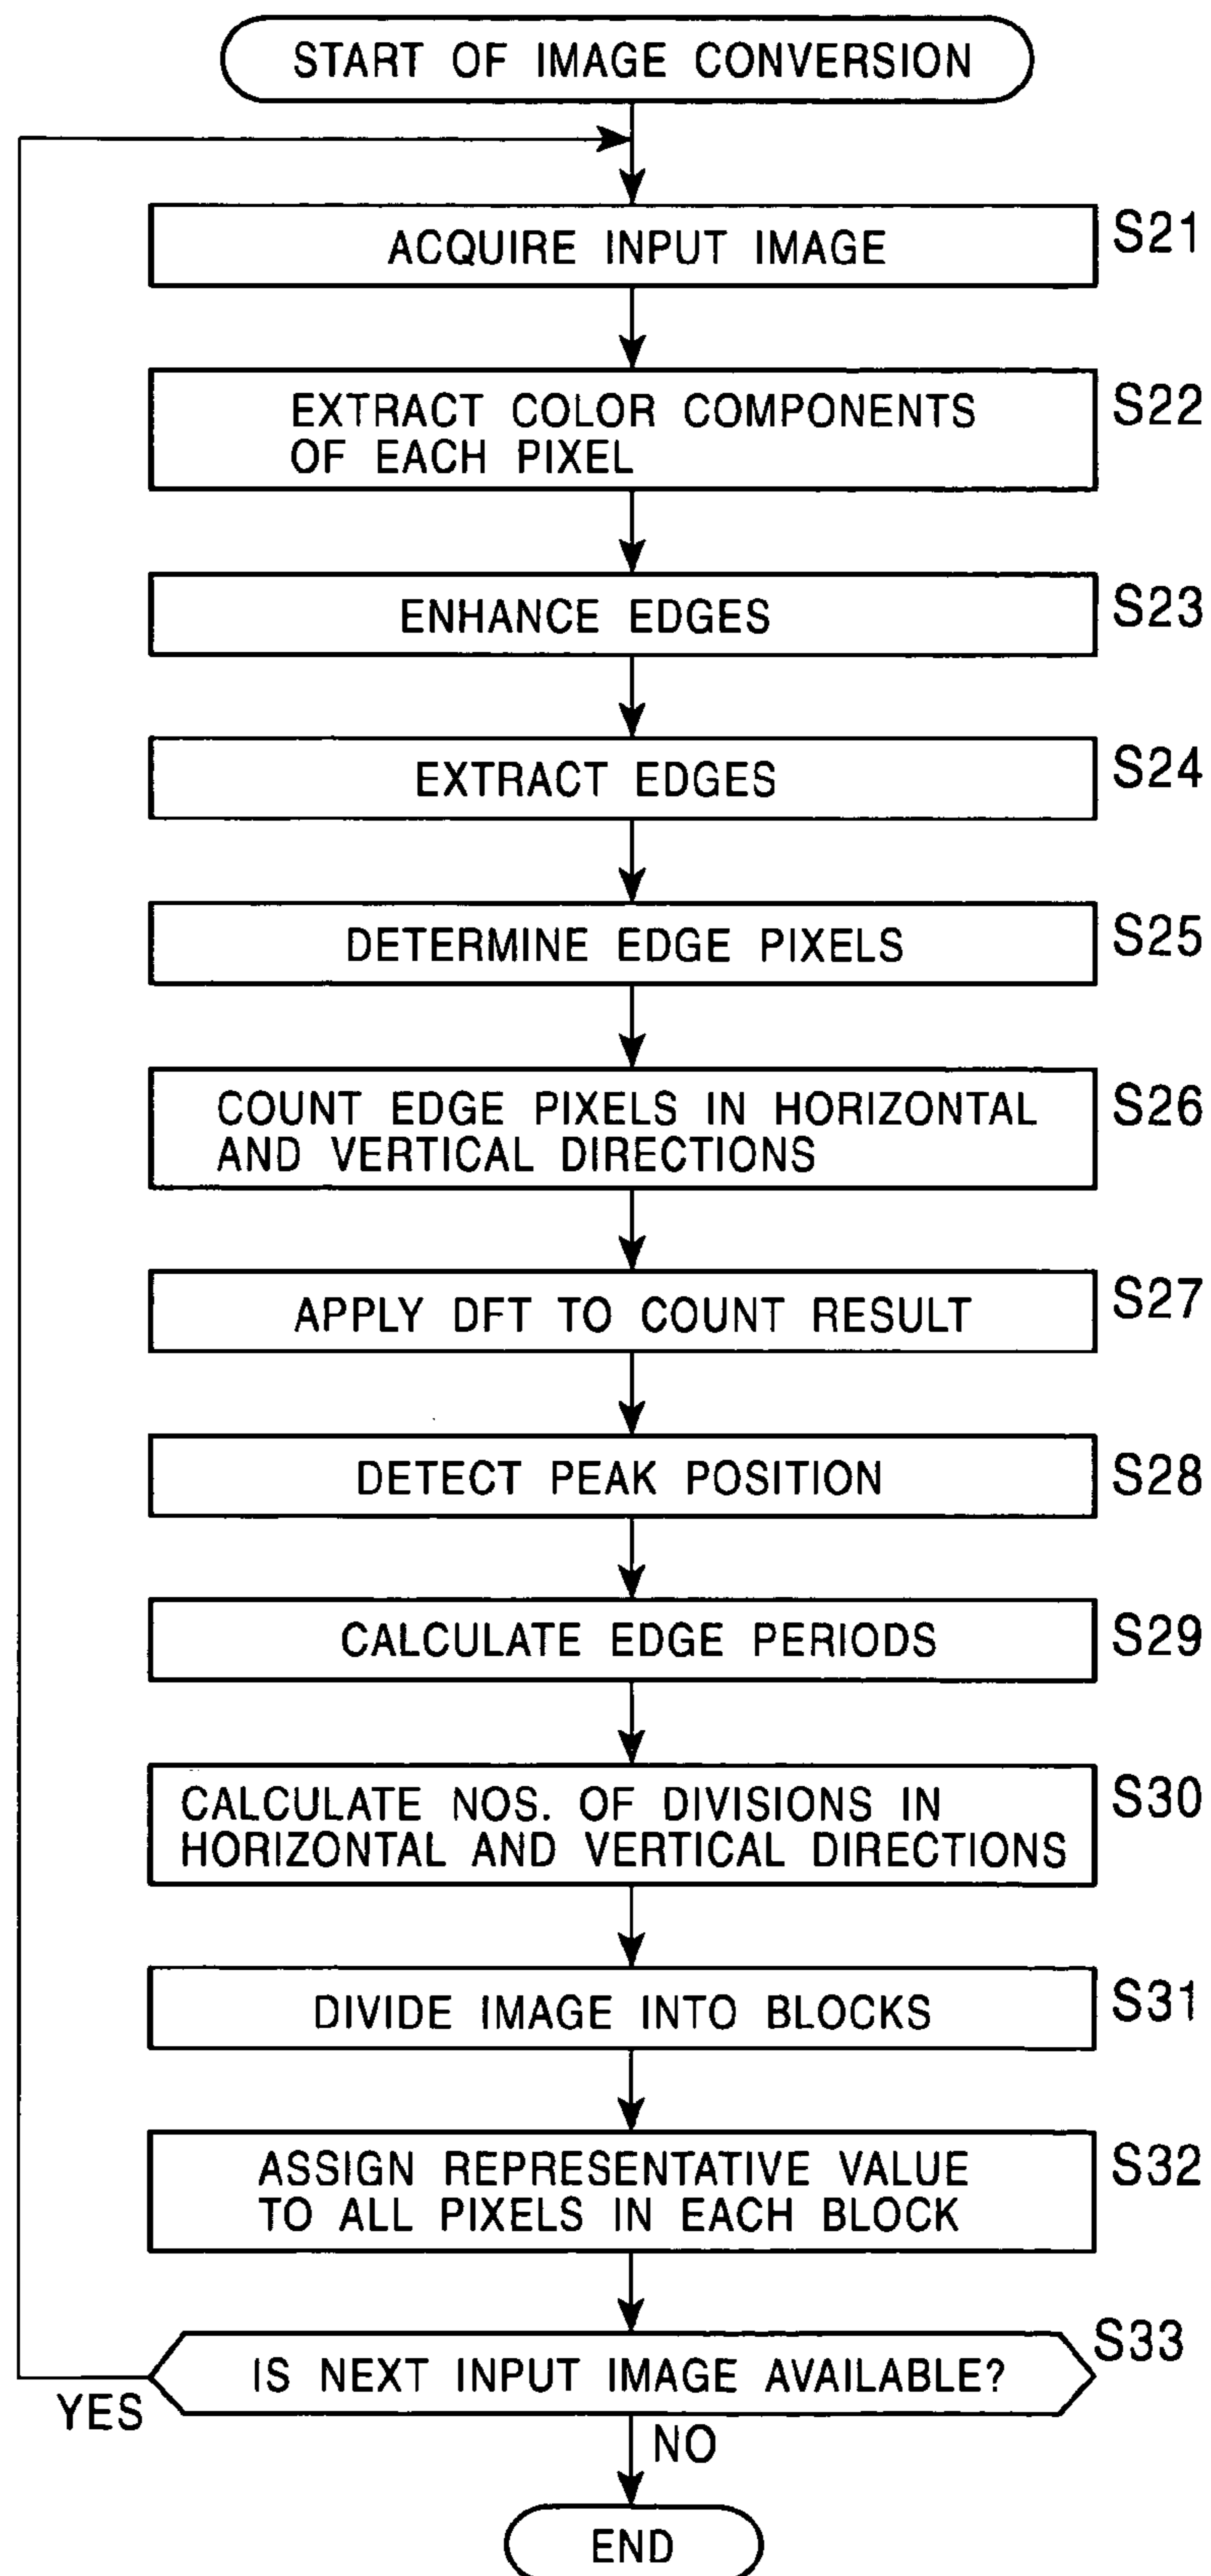 START OF IMAGE CONVERSION
ACQUIRE INPUT IMAGE
S21
EXTRACT COLOR COMPONENTS
OF EACH PIXEL
S22
ENHANCE EDGES
S23
EXTRACT EDGES
S24
DETERMINE EDGE PIXELS
S25
COUNT EDGE PIXELS IN HORIZONTAL
AND VERTICAL DIRECTIONS
S26
APPLY DFT TO COUNT RESULT
S27
DETECT PEAK POSITION
S28
CALCULATE EDGE PERIODS
S29
CALCULATE NOS. OF DIVISIONS IN
HORIZONTAL AND VERTICAL DIRECTIONS
S30
DIVIDE IMAGE INTO BLOCKS
S31
ASSIGN REPRESENTATIVE VALUE
TO ALL PIXELS IN EACH BLOCK
S32
IS NEXT INPUT IMAGE AVAILABLE?
S33
YES
NO
END